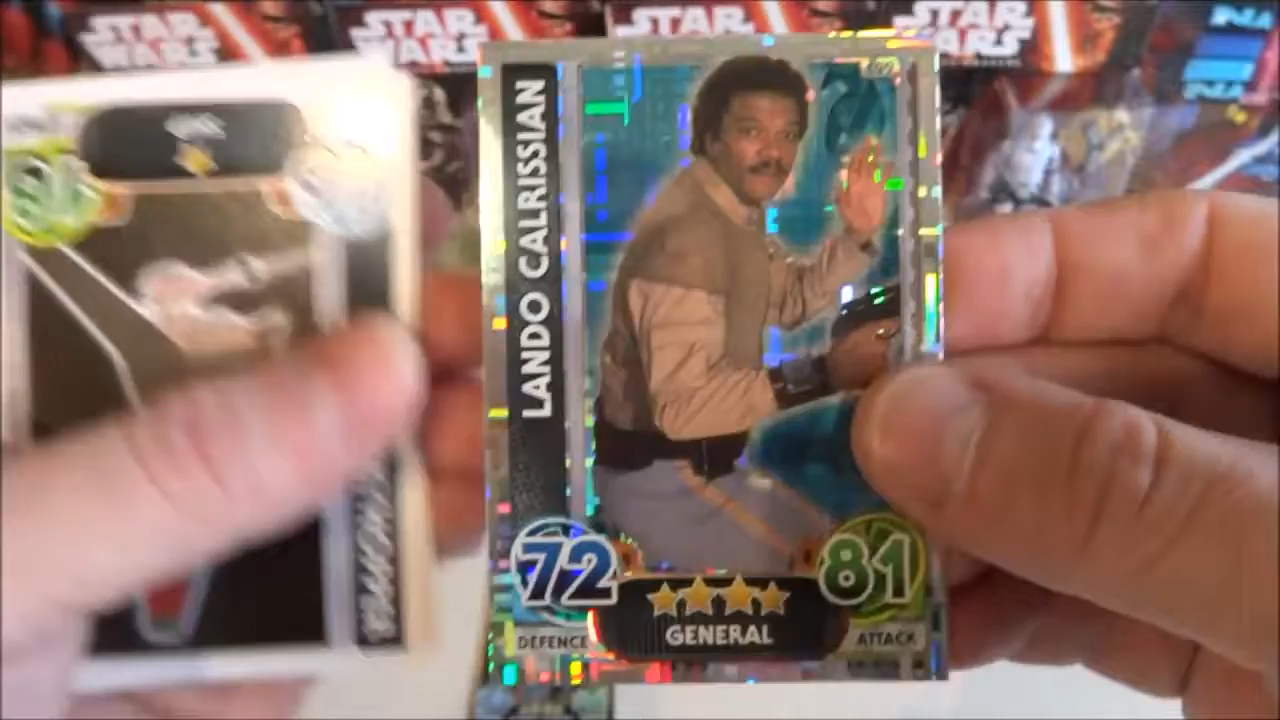 STAR WARS
STAR WARS
STAR WARS
STAR WARS
LANDO CALRISSIAN
72
DEFENCE
81
ATTACK
GENERAL